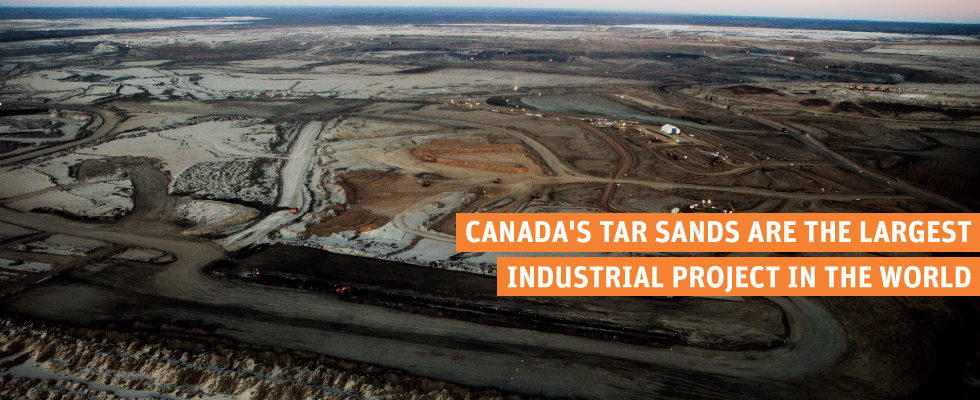 CANADA'S TAR SANDS ARE THE LARGEST
INDUSTRIAL PROJECT IN THE WORLD